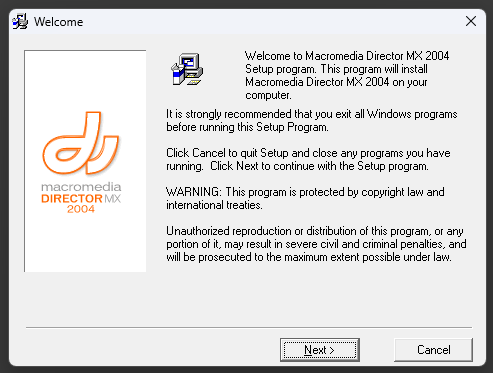 Welcome
Welcome to Macromedia Director MX 2004
Setup program. This program will install
Macromedia Director MX 2004 on your
computer.
It is strongly recommended that you exit all Windows programs
before running this Setup Program.
Click Cancel to quit Setup and close any programs you have
running. Click Next to continue with the Setup program.
WARNING: This program is protected by copyright law and
international treaties.
Unauthorized reproduction or distribution of this program, or any
portion of it, may result in severe civil and criminal penalties, and
will be prosecuted to the maximum extent possible under law.
macromedia
DIRECTOR MX
2004
Next >
Cancel